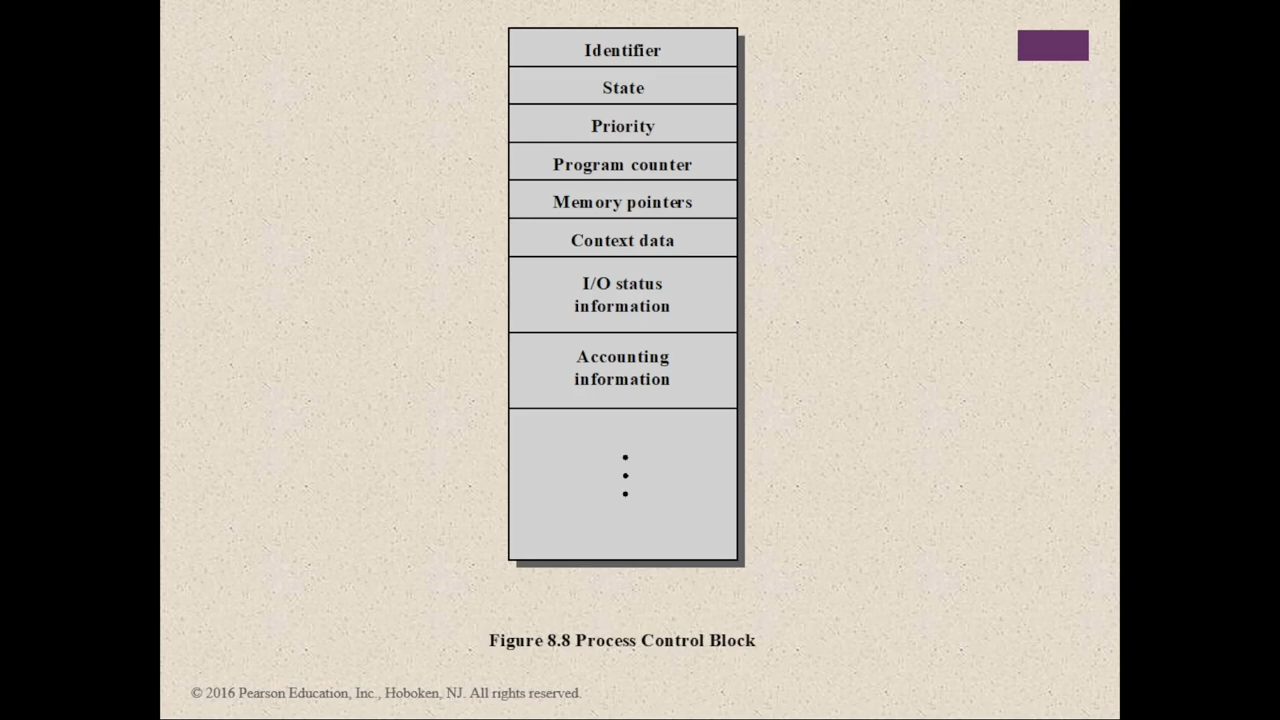 Identifier
State
Priority
Program counter
Memory pointers
Context data
I/O status
information
Accounting
information
Figure 8.8 Process Control Block
© 2016 Pearson Education, Inc., Hoboken, NJ. All rights reserved.